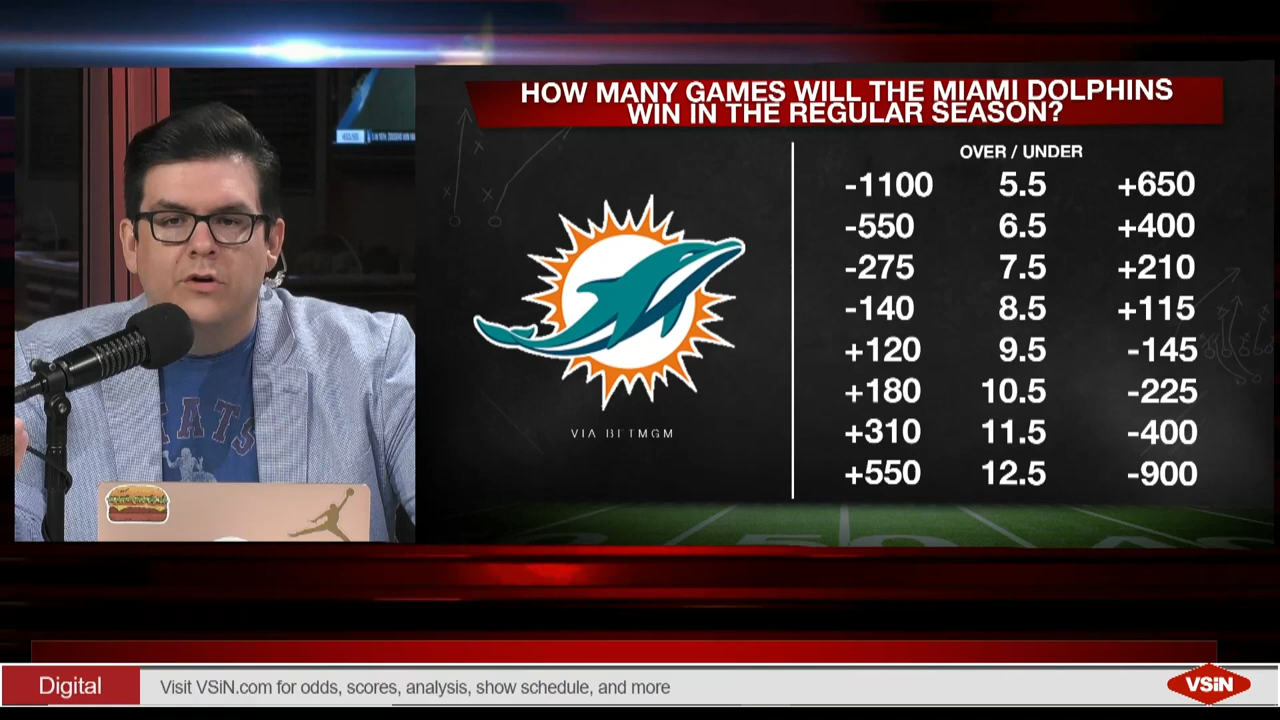 HOW MANY GAMES WILL THE MIAMI DOLPHINS
WIN IN THE REGULAR SEASON?
OVER / UNDER
-1100 5.5 +650
-550 6.5 +400
-275 7.5 +210
-140 8.5 +115
+120 9.5 -145
+180 10.5 -225
+310 11.5 -400
+550 12.5 -900
VIA BETMGM
EATS
50
Digital
Visit VSiN.com for odds, scores, analysis, show schedule, and more
VSiN